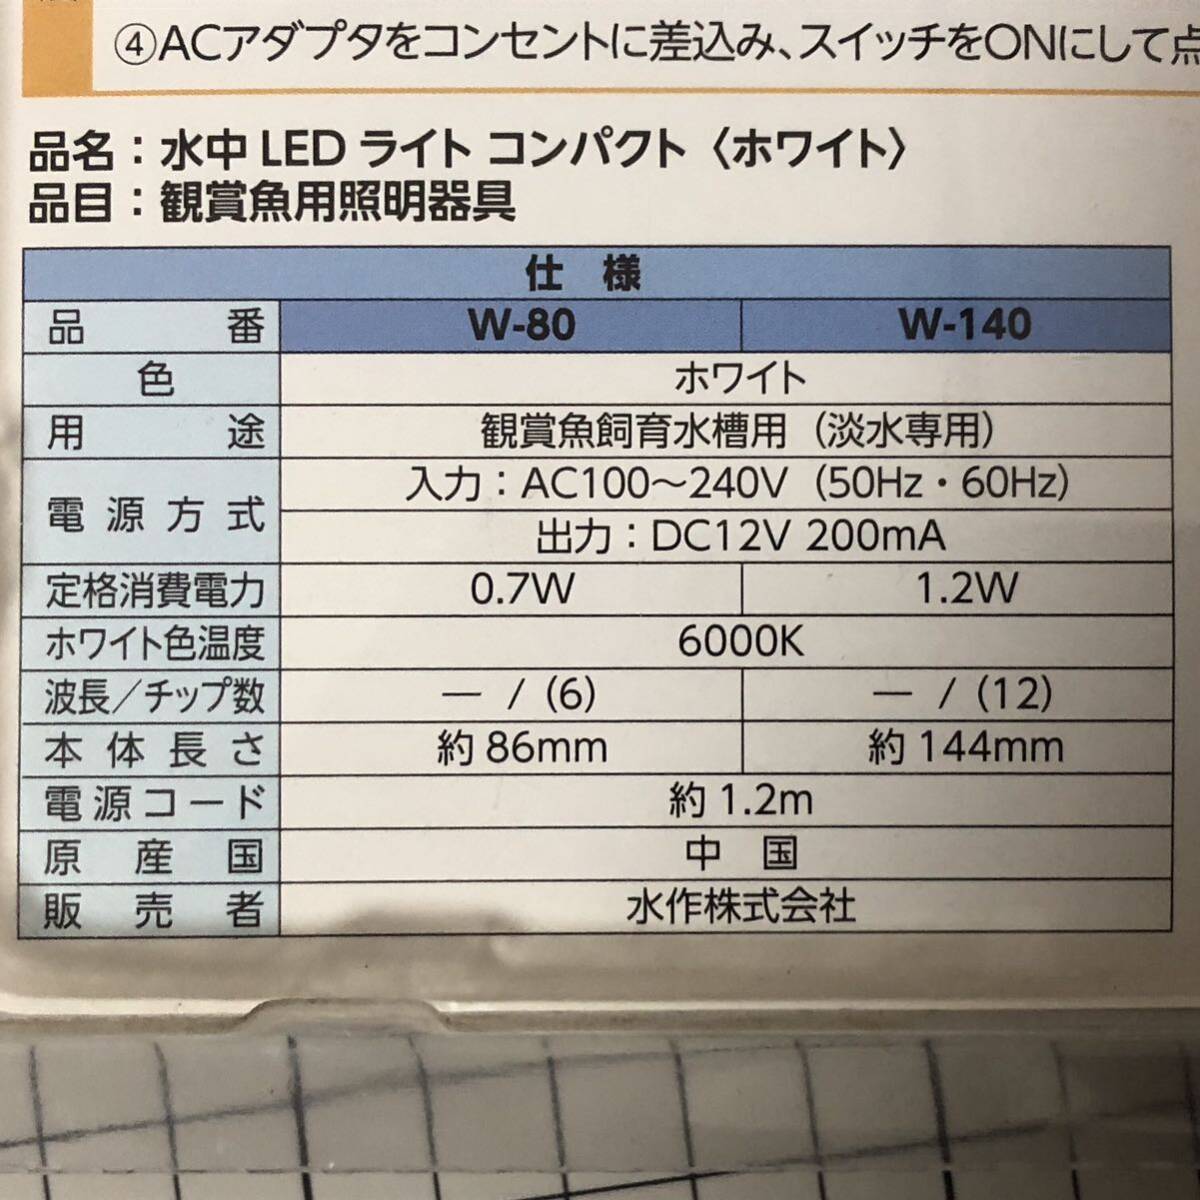 ④ACアダプタをコンセントに差込み、スイッチをONにして点
品名：水中 LED ライト コンパクト〈ホワイト〉
品目：観賞魚用照明器具
仕 様
品番 W-80 W-140
色 ホワイト
用途 観賞魚飼育水槽用（淡水専用）
電源方式 入力：AC100～240V（50Hz・60Hz）
出力：DC12V 200mA
定格消費電力 0.7W 1.2W
ホワイト色温度 6000K
波長／チップ数 ― / (6) ― / (12)
本体長さ 約 86mm 約 144mm
電源コード 約 1.2m
原産国 中 国
販売者 水作株式会社